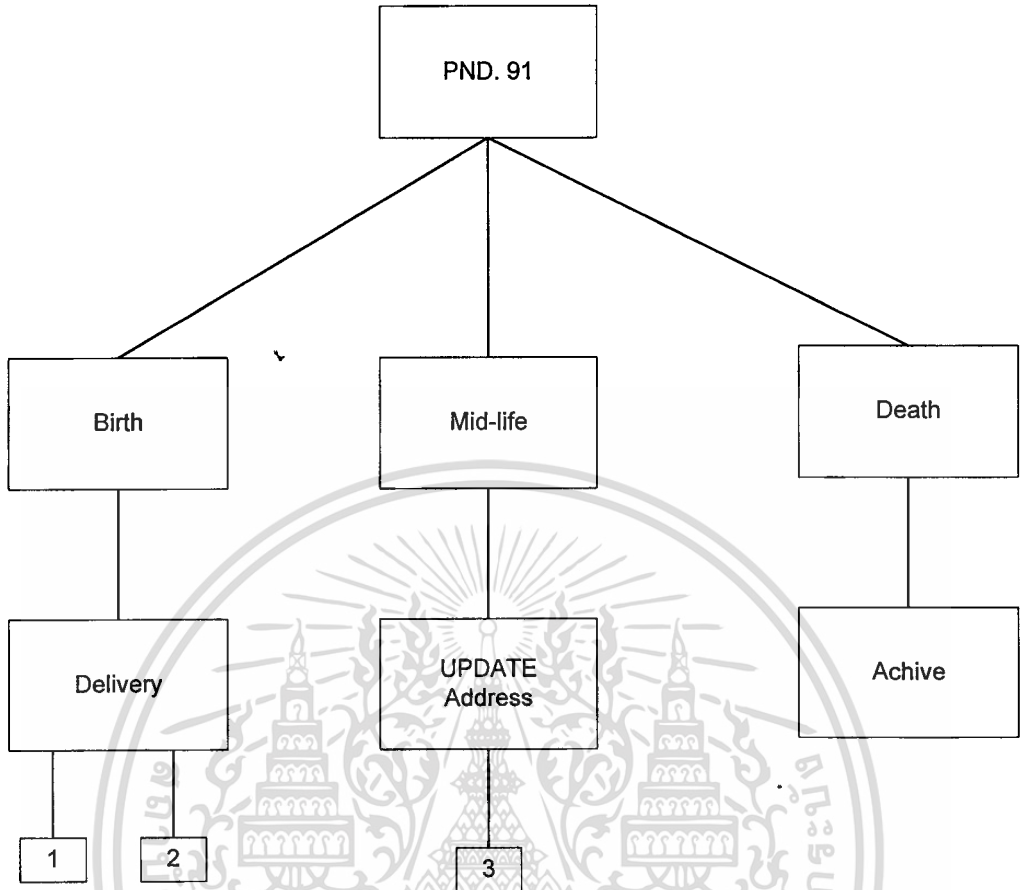 PND. 91
Birth
Mid-life
Death
Delivery
UPDATE
Address
Achive
1
2
3